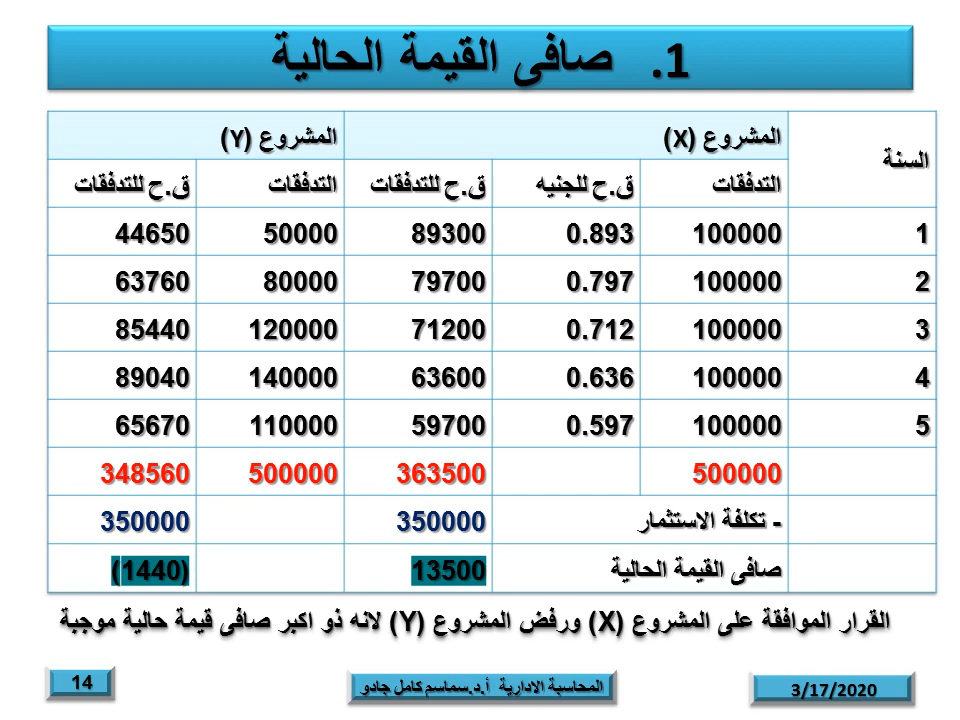 1. صافى القيمة الحالية
السنة المشروع (X) المشروع (Y)
التدفقات ق.ح للجنيه ق.ح للتدفقات التدفقات ق.ح للتدفقات
1 100000 0.893 89300 50000 44650
2 100000 0.797 79700 80000 63760
3 100000 0.712 71200 120000 85440
4 100000 0.636 63600 140000 89040
5 100000 0.597 59700 110000 65670
500000 363500 500000 348560
- تكلفة الاستثمار 350000 350000
صافى القيمة الحالية 13500 (1440)
القرار الموافقة على المشروع (X) ورفض المشروع (Y) لانه ذو اكبر صافى قيمة حالية موجبة
3/17/2020 المحاسبة الادارية أ.د.سماسم كامل جادو 14